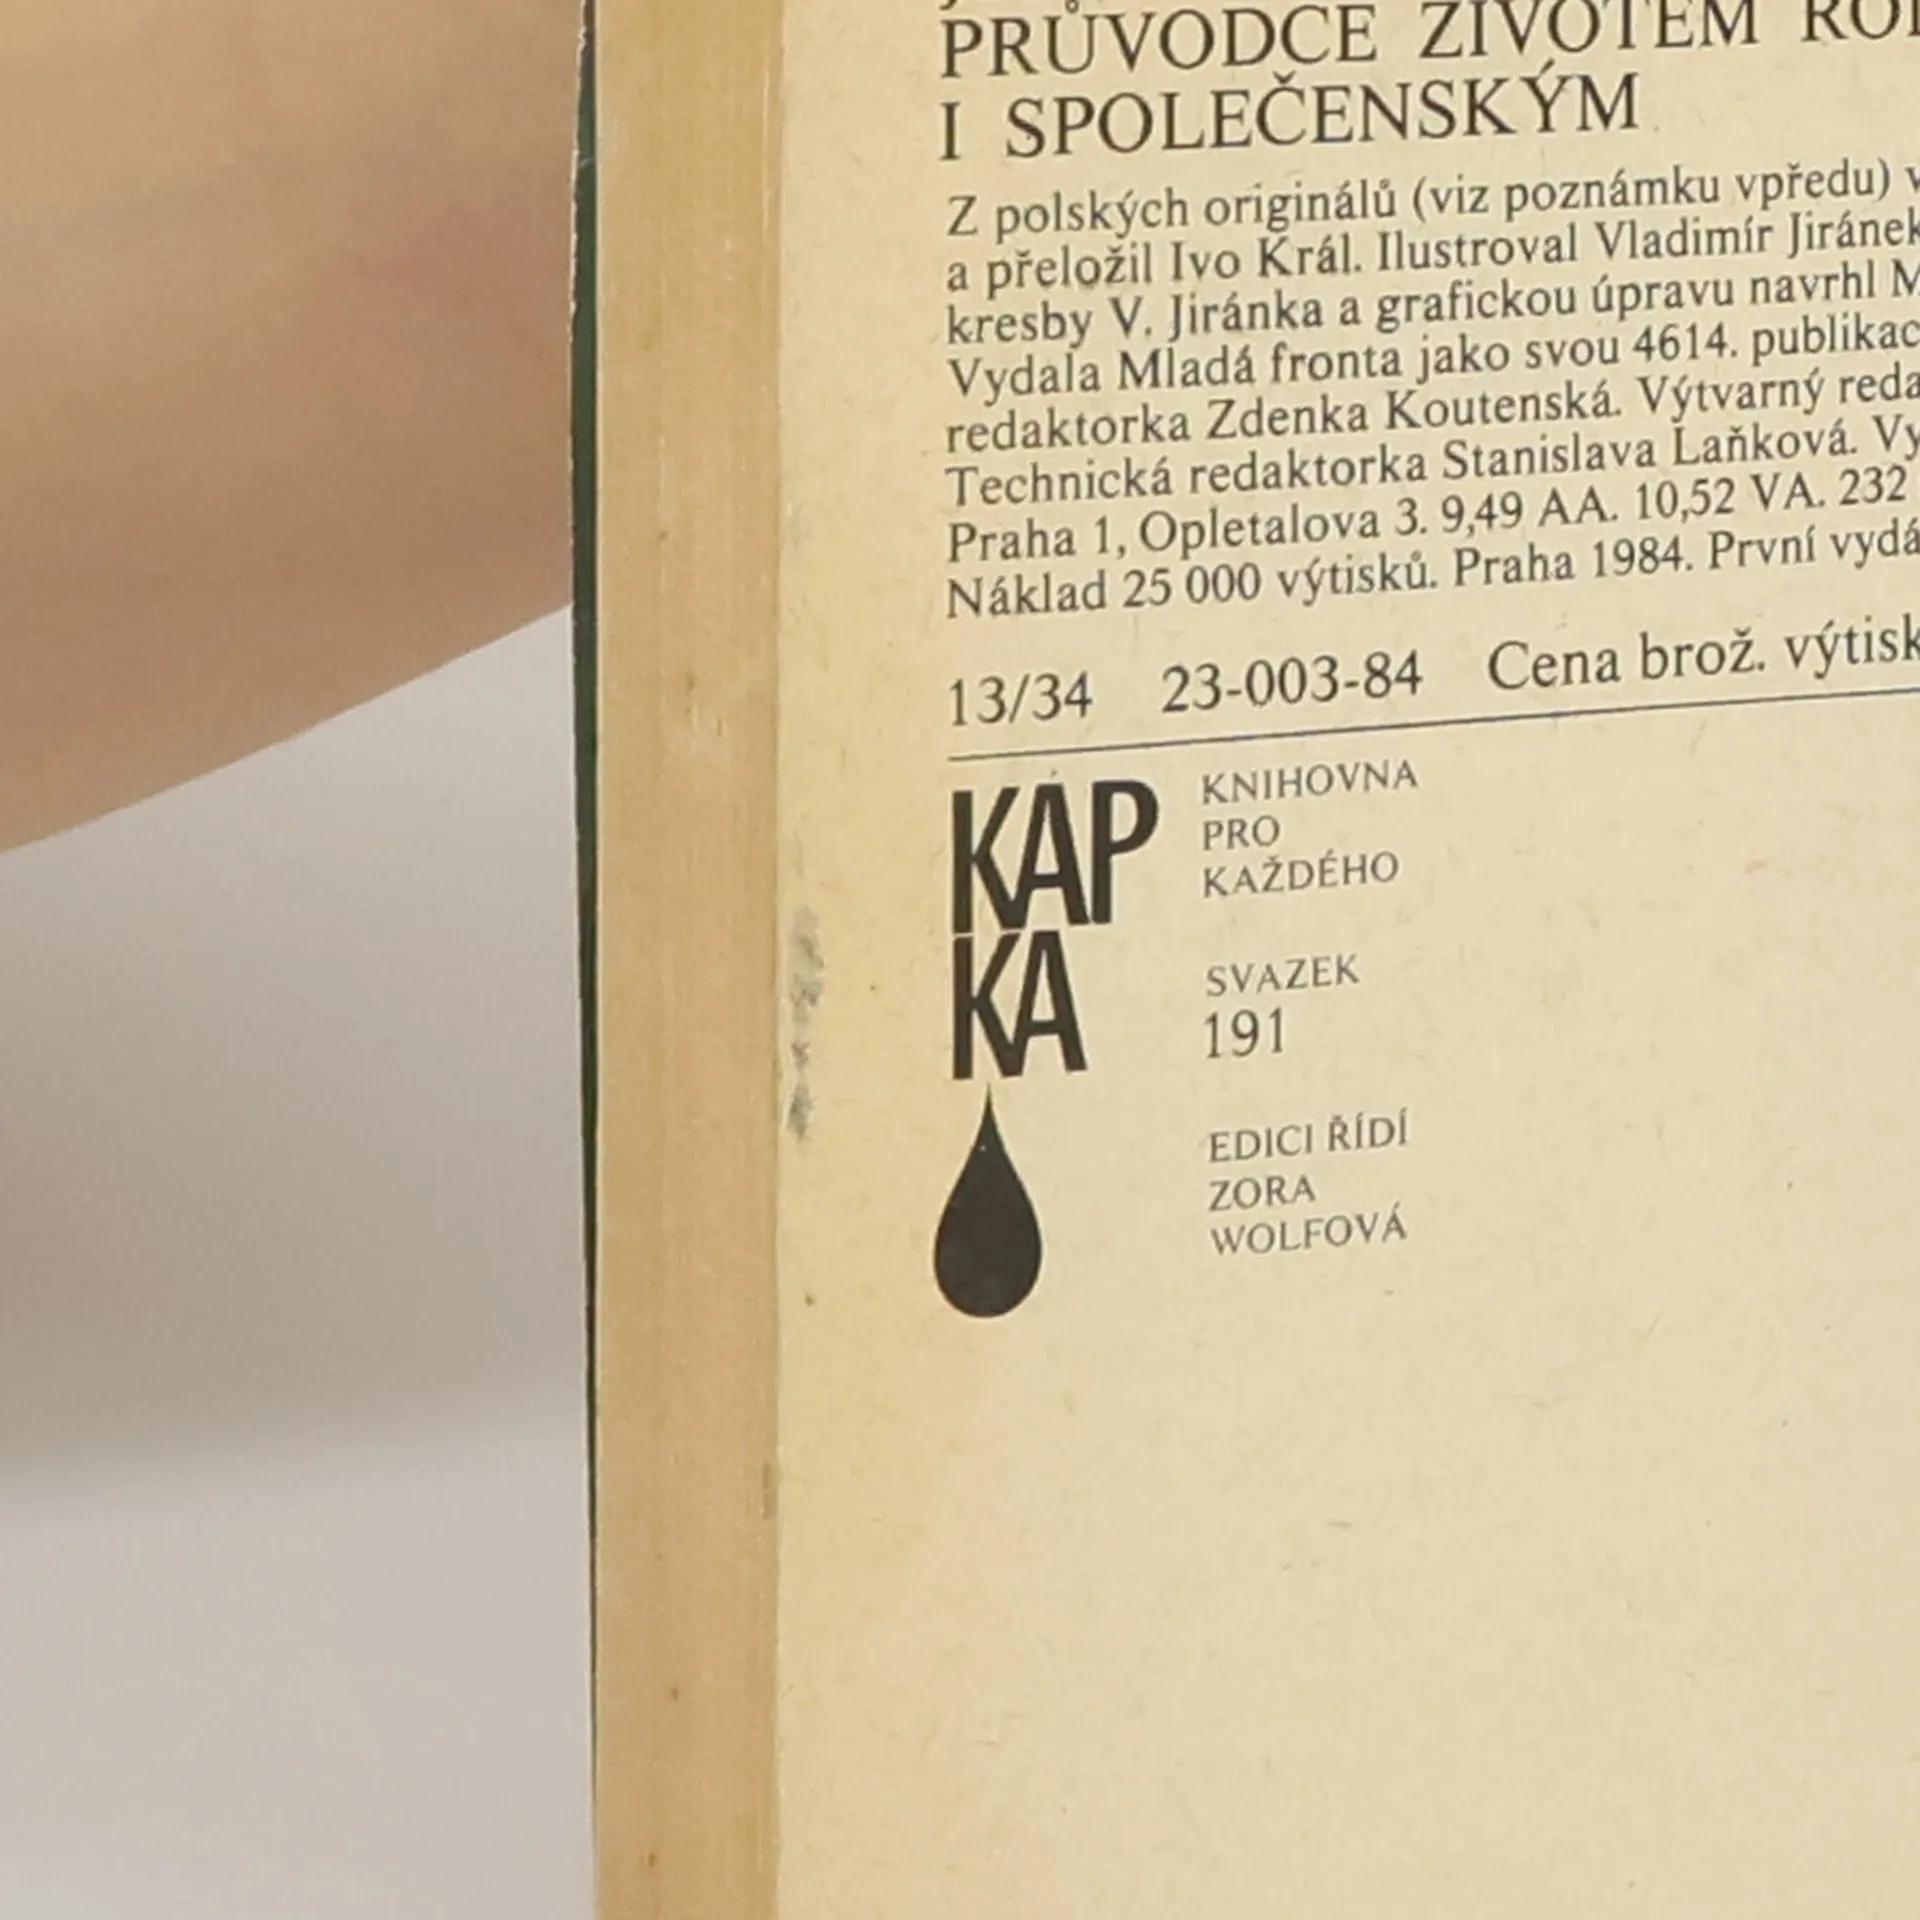 PRŮVODCE ŽIVOTEM
I SPOLEČENSKÝM
Z polských originálů (viz poznámku vpředu)
a přeložil Ivo Král. Ilustroval Vladimír Jiránek
kresby V. Jiránka a grafickou úpravu navrhl
Vydala Mladá fronta jako svou 4614.
redaktorka Zdenka Koutenská. Výtvarný
Technická redaktorka Stanislava Laňková.
Praha 1, Opletalova 3. 9,49 AA. 10,52 VA. 232
Náklad 25 000 výtisků. Praha 1984. První
13/34 23-003-84 Cena brož.
KAP
KA
KNIHOVNA
PRO
KAŽDÉHO
SVAZEK
191
EDICI ŘÍDÍ
ZORA
WOLFOVÁ